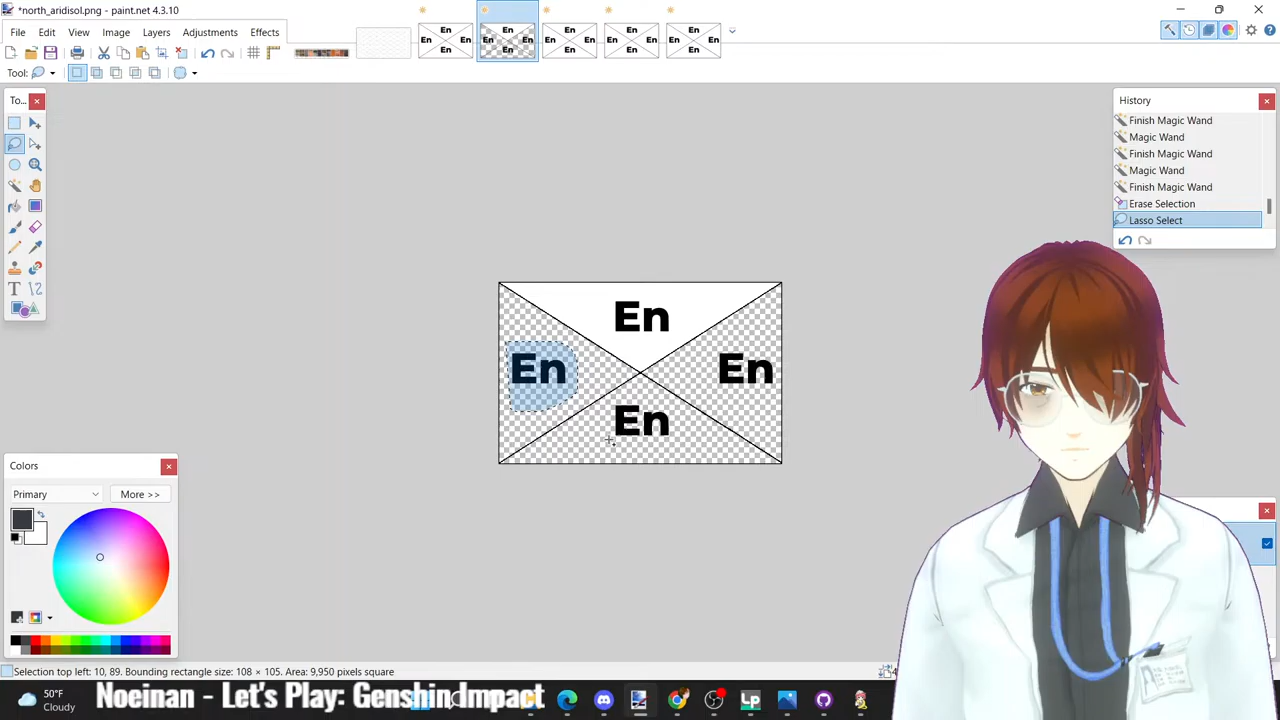 *north_aridisol.png - paint.net 4.3.10
File Edit View Image Layers Adjustments Effects
Tool:
To...
History
Finish Magic Wand
Magic Wand
Finish Magic Wand
Magic Wand
Finish Magic Wand
Erase Selection
Lasso Select
En
En
En
En
Colors
Primary
More >>
Selection top left: 10, 89. Bounding rectangle size: 108 × 105. Area: 9,950 pixels square
50°F
Cloudy
Noeinan - Let's Play: Genshin Impact